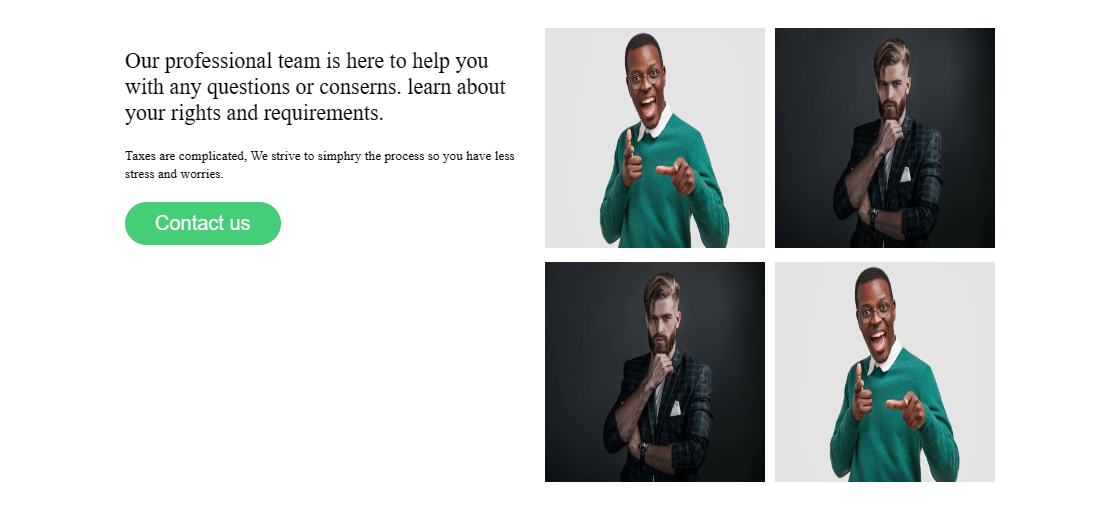 Our professional team is here to help you
with any questions or conserns. learn about
your rights and requirements.
Taxes are complicated, We strive to simphry the process so you have less
stress and worries.
Contact us